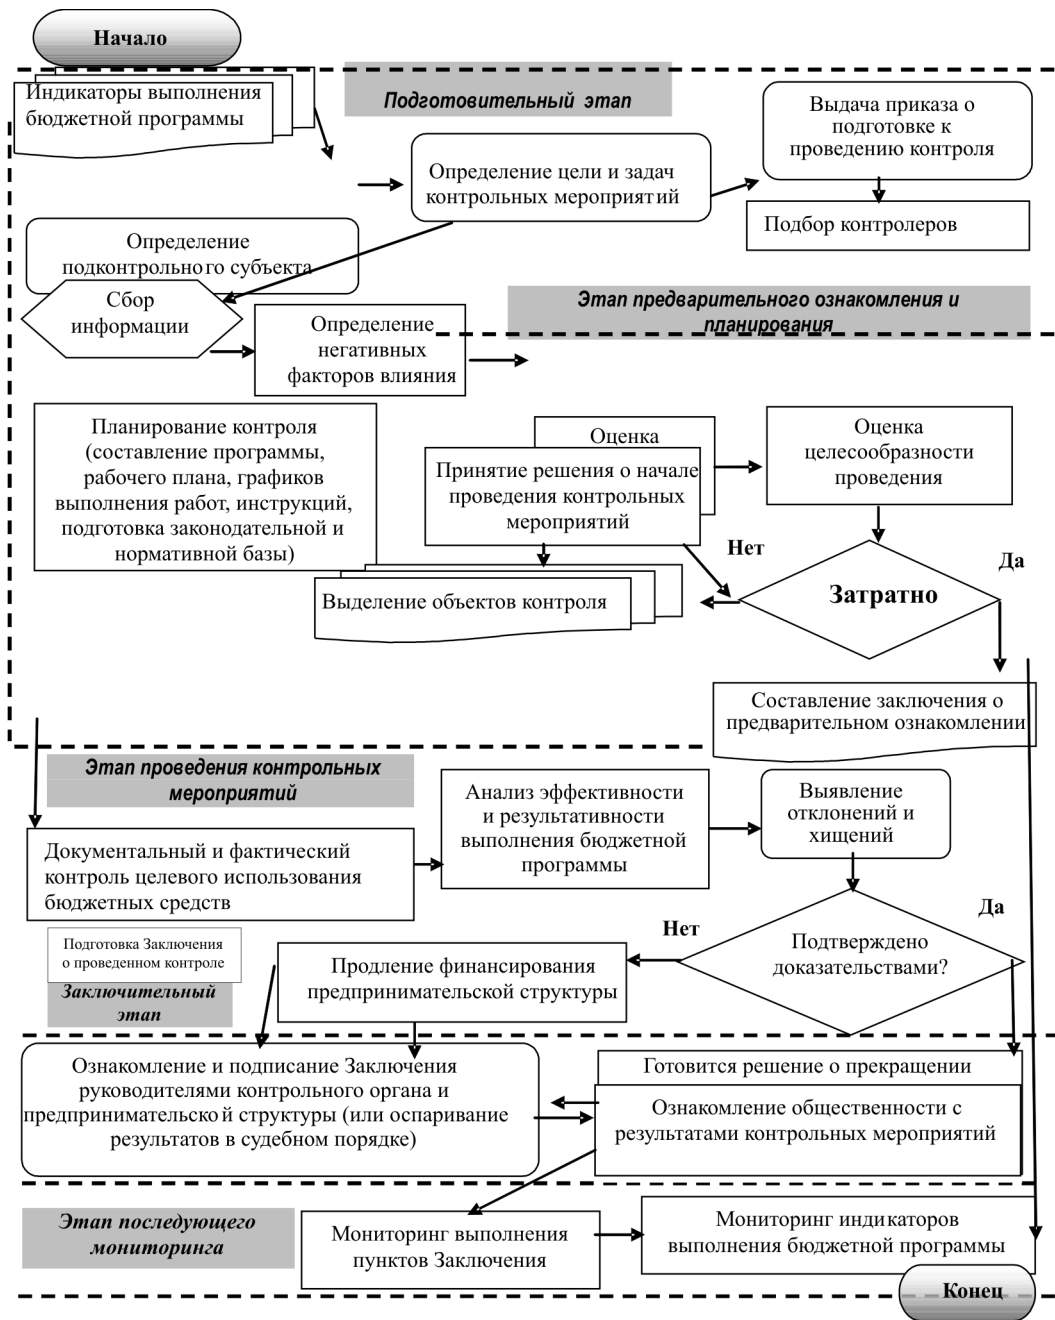 Начало
Индикаторы выполнения
бюджетной программы
Подготовительный этап
Выдача приказа о
подготовке к
проведению контроля
Определение цели и задач
контрольных мероприятий
Подбор контролеров
Определение
подконтрольного субъекта
Сбор
информации
Этап предварительного ознакомления и
планирования
Определение
негативных
факторов влияния
Планирование контроля
(составление программы,
рабочего плана, графиков
выполнения работ, инструкций,
подготовка законодательной и
нормативной базы)
Оценка
Принятие решения о начале
проведения контрольных
мероприятий
Оценка
целесообразности
проведения
Нет
Да
Затратно
Выделение объектов контроля
Составление заключения о
предварительном ознакомлении
Этап проведения контрольных
мероприятий
Анализ эффективности
и результативности
выполнения бюджетной
программы
Выявление
отклонений и
хищений
Документальный и фактический
контроль целевого использования
бюджетных средств
Нет
Да
Подтверждено
доказательствами?
Подготовка Заключения
о проведенном контроле
Продление финансирования
предпринимательской структуры
Заключительный
этап
Ознакомление и подписание Заключения
руководителями контрольного органа и
предпринимательской структуры (или оспаривание
результатов в судебном порядке)
Готовится решение о прекращении
Ознакомление общественности с
результатами контрольных мероприятий
Этап последующего
мониторинга
Мониторинг выполнения
пунктов Заключения
Мониторинг индикаторов
выполнения бюджетной программы
Конец